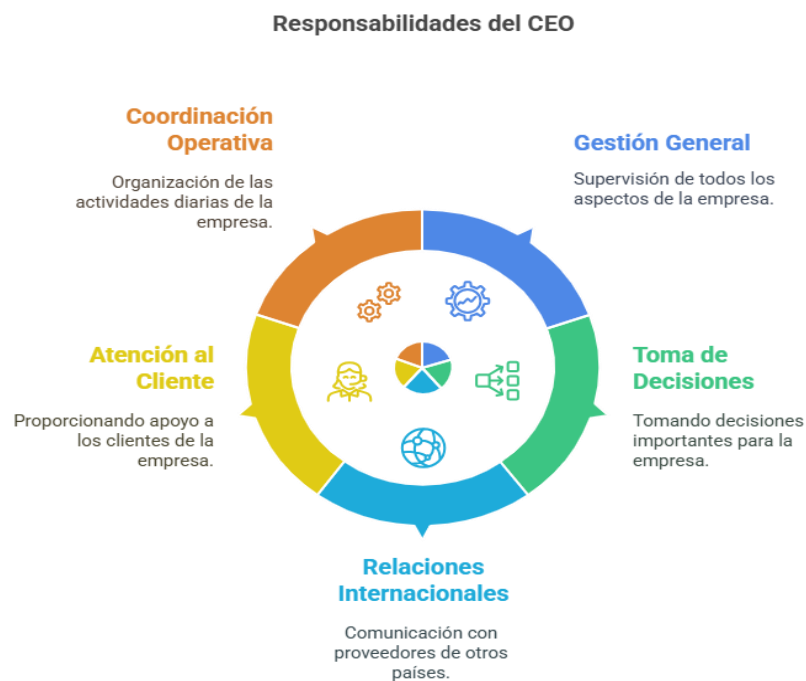 Responsabilidades del CEO
Coordinación
Operativa
Organización de las
actividades diarias de la
empresa.
Gestión General
Supervisión de todos los
aspectos de la empresa.
Atención al
Cliente
Proporcionando apoyo a
los clientes de la
empresa.
Toma de
Decisiones
Tomando decisiones
importantes para la
empresa.
Relaciones
Internacionales
Comunicación con
proveedores de otros
países.